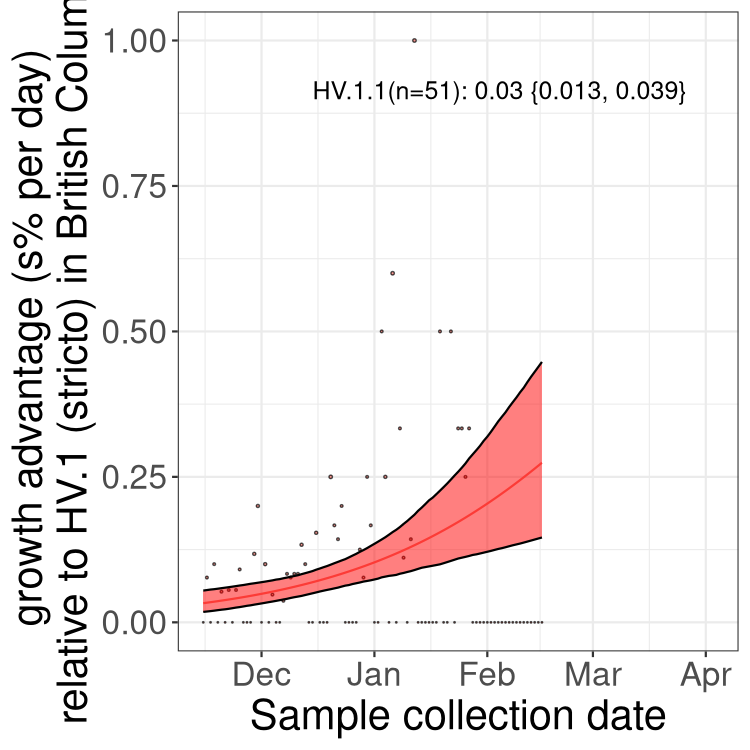 growth advantage (s% per day)
relative to HV.1 (stricto) in British Colum
1.00
0.75
0.50
0.25
0.00
HV.1.1(n=51): 0.03 {0.013, 0.039}
Dec Jan Feb Mar Apr
Sample collection date